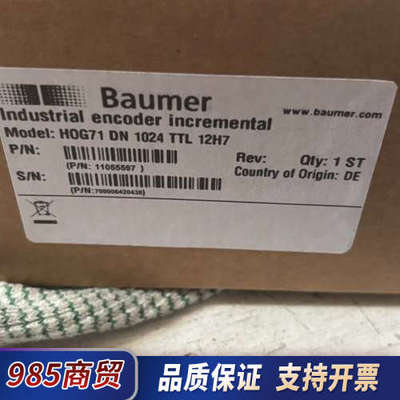 Baumer
Industrial encoder incremental
www.baumer.com
Model: HOG71 DN 1024 TTL 12H7
P/N:
(P/N: 11055597 )
Rev: Qty: 1 ST
S/N:
(P/N:700006420438)
Country of Origin: DE
985商贸 品质保证 支持开票